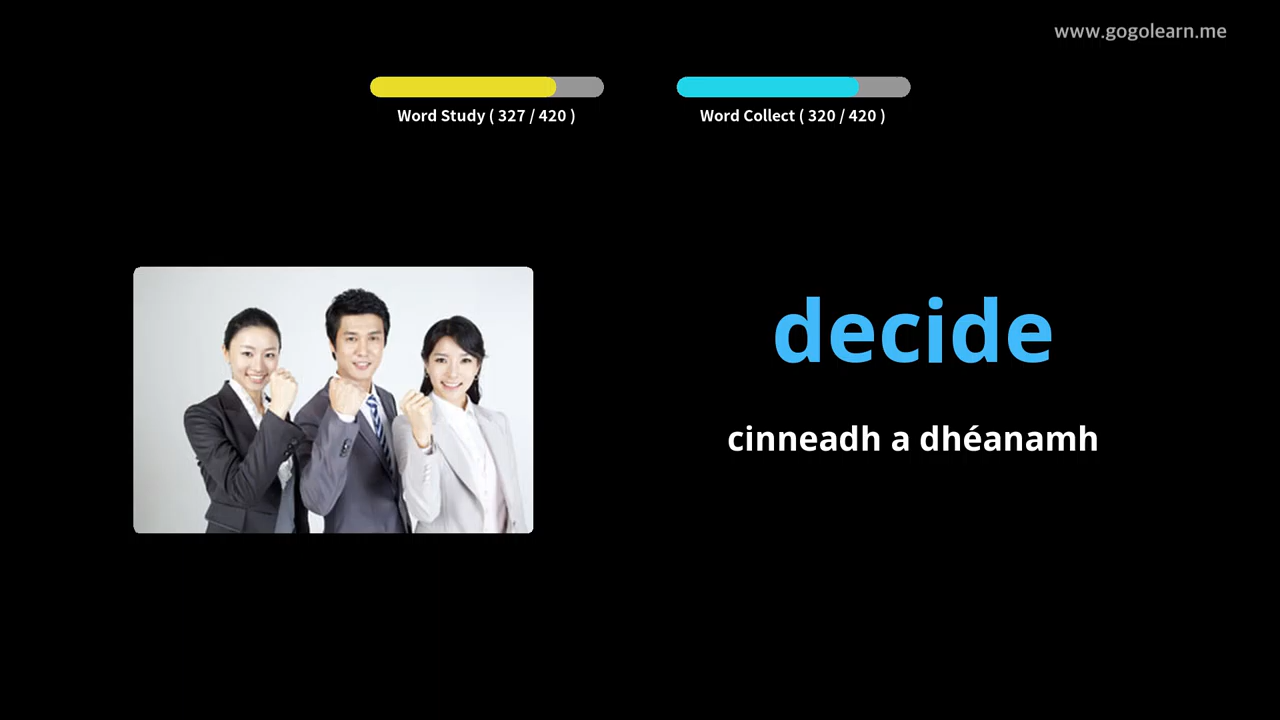 www.gogolearn.me
Word Study ( 327 / 420 )
Word Collect ( 320 / 420 )
decide
cinneadh a dhéanamh